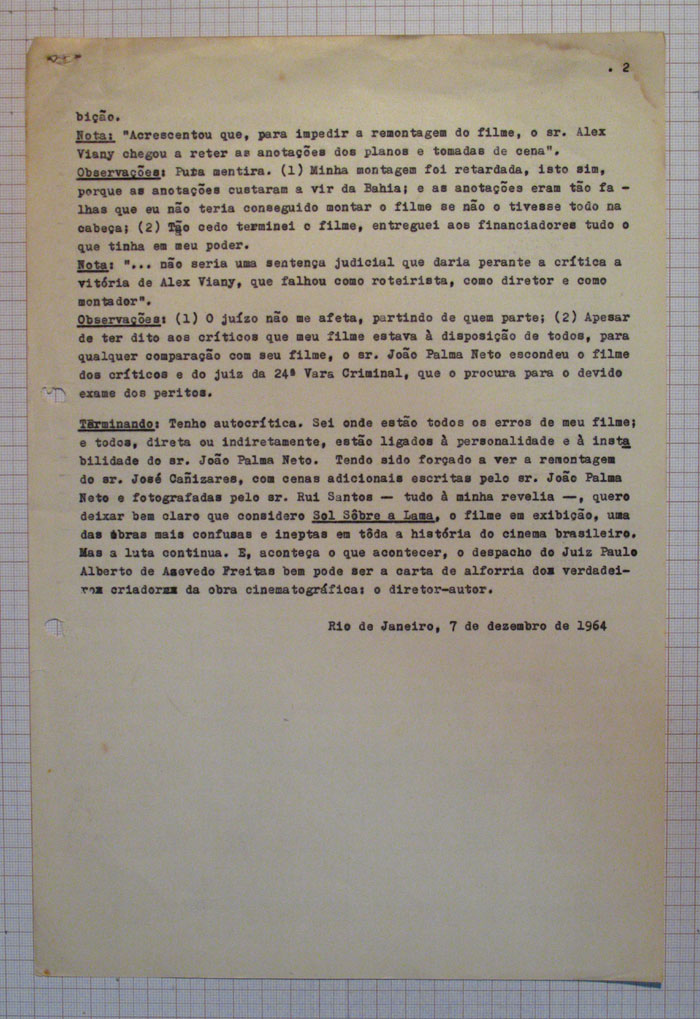 . 2
bição.
Nota: "Acrescentou que, para impedir a remontagem do filme, o sr. Alex
Viany chegou a reter as anotações dos planos e tomadas de cena".
Observações: Pura mentira. (1) Minha montagem foi retardada, isto sim,
porque as anotações custaram a vir da Bahia; e as anotações eram tão fa -
lhas que eu não teria conseguido montar o filme se não o tivesse todo na
cabeça; (2) Tão cedo terminei o filme, entreguei aos financiadores tudo o
que tinha em meu poder.
Nota: "... não seria uma sentença judicial que daria perante a crítica a
vitória de Alex Viany, que falhou como roteirista, como diretor e como
montador".
Observações: (1) O juízo não me afeta, partindo de quem parte; (2) Apesar
de ter dito aos críticos que meu filme estava à disposição de todos, para
qualquer comparação com seu filme, o sr. João Palma Neto escondeu o filme
dos críticos e do juiz da 24ª Vara Criminal, que o procura para o devido
exame dos peritos.
Terminando: Tenho autocrítica. Sei onde estão todos os erros de meu filme;
e todos, direta ou indiretamente, estão ligados à personalidade e à insta
bilidade do sr. João Palma Neto. Tendo sido forçado a ver a remontagem
do sr. José Cañizares, com cenas adicionais escritas pelo sr. João Palma
Neto e fotografadas pelo sr. Rui Santos — tudo à minha revelia —, quero
deixar bem claro que considero Sol Sôbre a Lama, o filme em exibição, uma
das obras mais confusas e ineptas em tôda a história do cinema brasileiro.
Mas a luta continua. E, aconteça o que acontecer, o despacho do Juiz Paulo
Alberto de Azevedo Freitas bem pode ser a carta de alforria dos verdadei-
ros criadores da obra cinematográfica: o diretor-autor.
Rio de Janeiro, 7 de dezembro de 1964